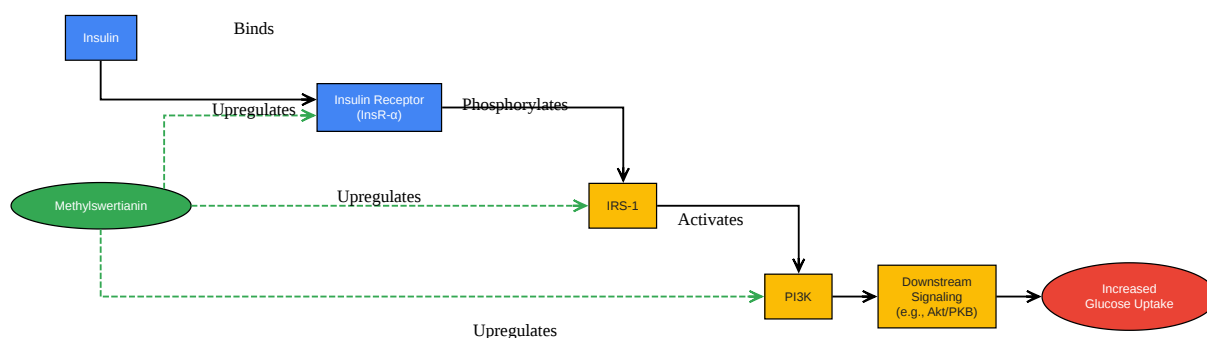 Insulin
Binds
Insulin Receptor
(InsR-α)
Upregulates
Phosphorylates
Methylswertianin
Upregulates
IRS-1
Activates
PI3K
Downstream
Signaling
(e.g., Akt/PKB)
Increased
Glucose Uptake
Upregulates